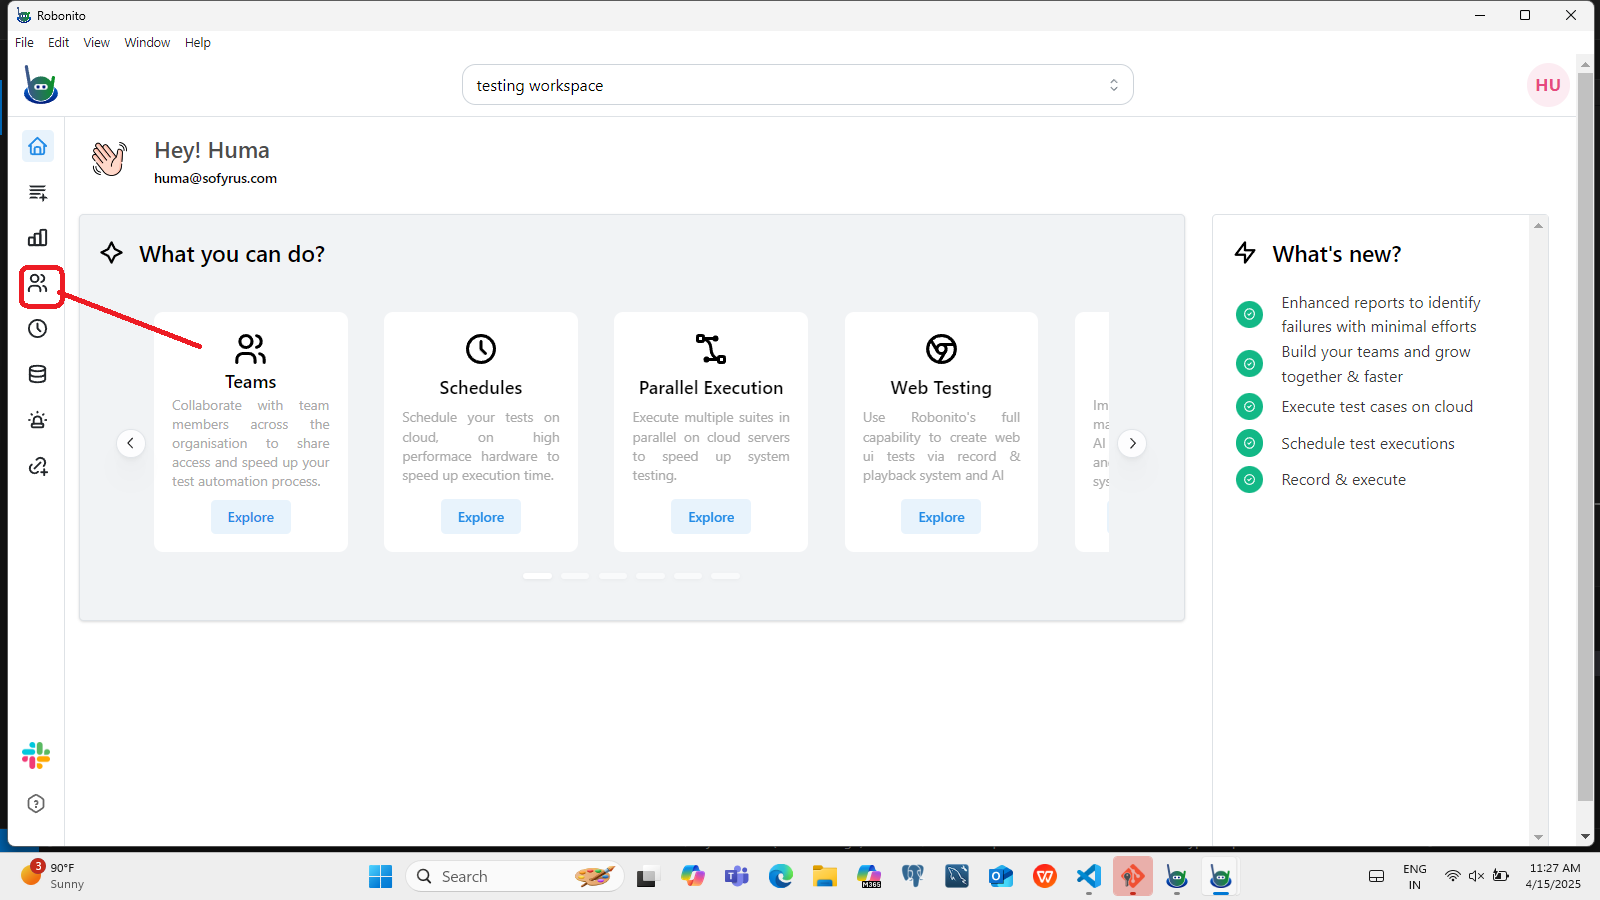 Robonito
File Edit View Window Help
testing workspace
HU
Hey! Huma
huma@sofyrus.com
What you can do?
Teams
Collaborate with team
members across the
organisation to share
access and speed up your
test automation process.
Explore
Schedules
Schedule your tests on
cloud, on high
performace hardware to
speed up execution time.
Explore
Parallel Execution
Execute multiple suites in
parallel on cloud servers
to speed up system
testing.
Explore
Web Testing
Use Robonito's full
capability to create web
ui tests via record &
playback system and AI
Explore
Im
ma
AI
and
sys
What's new?
Enhanced reports to identify
failures with minimal efforts
Build your teams and grow
together & faster
Execute test cases on cloud
Schedule test executions
Record & execute
3
90°F
Sunny
Search
M365
ENG
IN
11:27 AM
4/15/2025